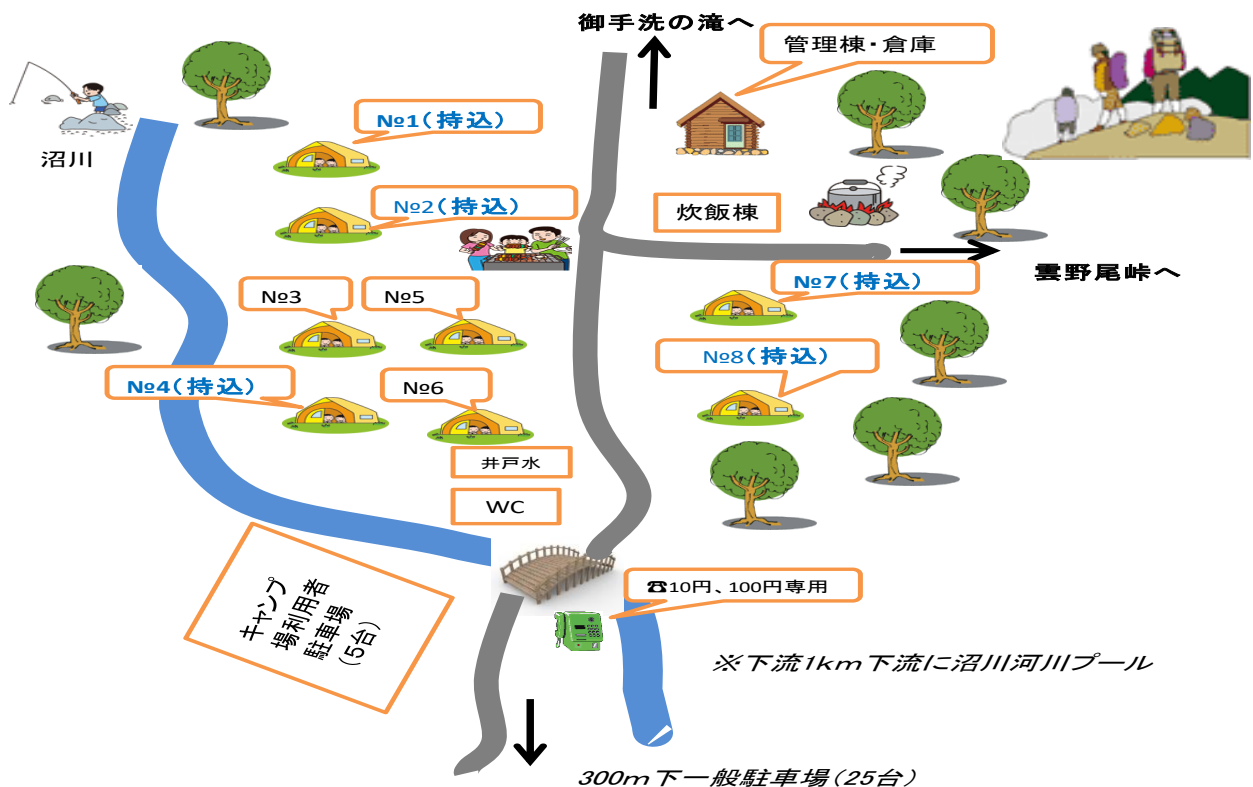 御手洗の滝へ
管理棟・倉庫
№1(持込)
沼川
№2(持込)
炊飯棟
雲野尾峠へ
№7(持込)
№3
№5
№8(持込)
№4(持込)
№6
井戸水
WC
キャンプ
場利用者
駐車場
(5台)
☎10円、100円専用
※下流1km下流に沼川河川プール
300m下一般駐車場(25台)